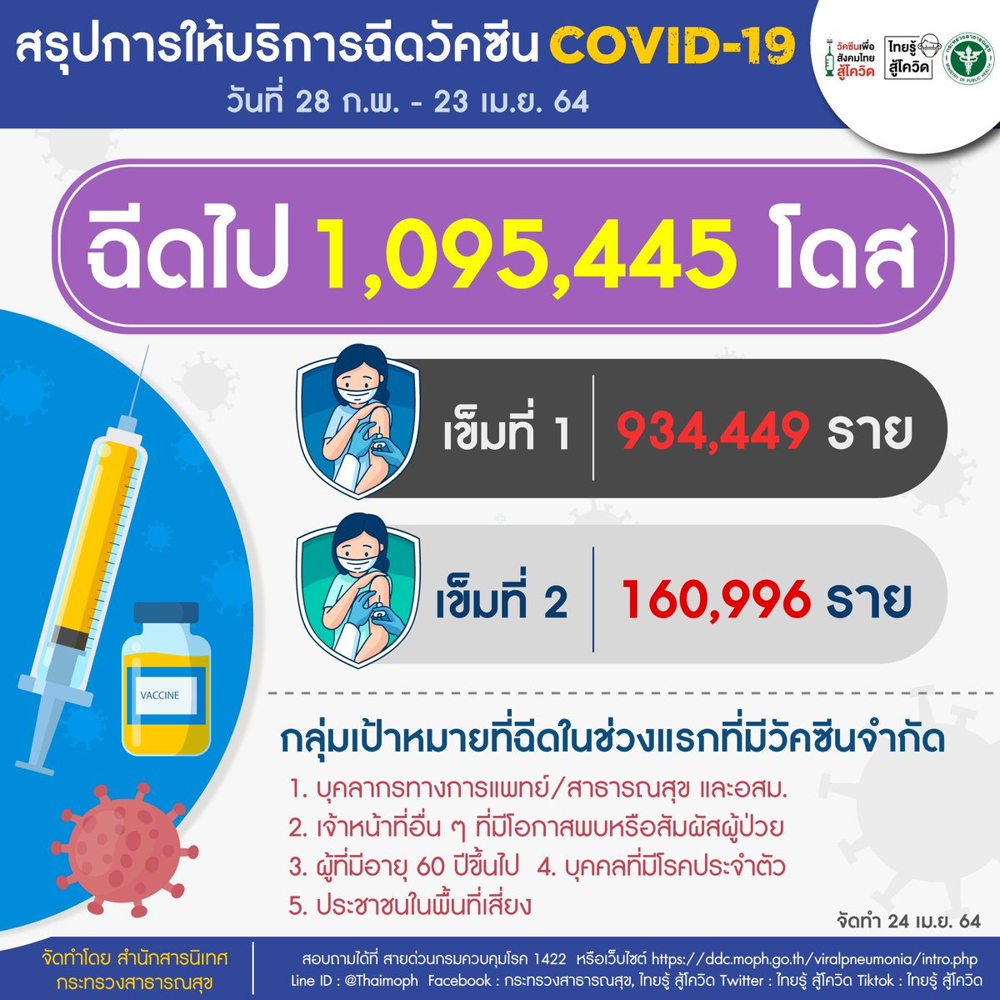 สรุปการให้บริการฉีดวัคซีน COVID-19
วันที่ 28 ก.พ. - 23 เม.ย. 64
วัคซีนเพื่อ
สังคมไทย
สู้โควิด
ไทยรู้
สู้โควิด
กระทรวงสาธารณสุข
MINISTRY OF PUBLIC HEALTH
ฉีดไป 1,095,445 โดส
เข็มที่ 1 934,449 ราย
เข็มที่ 2 160,996 ราย
VACCINE
กลุ่มเป้าหมายที่ฉีดในช่วงแรกที่มีวัคซีนจำกัด
1. บุคลากรทางการแพทย์/สาธารณสุข และอสม.
2. เจ้าหน้าที่อื่น ๆ ที่มีโอกาสพบหรือสัมผัสผู้ป่วย
3. ผู้ที่มีอายุ 60 ปีขึ้นไป 4. บุคคลที่มีโรคประจำตัว
5. ประชาชนในพื้นที่เสี่ยง
จัดทำ 24 เม.ย. 64
จัดทำโดย สำนักสารนิเทศ
กระทรวงสาธารณสุข
สอบถามได้ที่ สายด่วนกรมควบคุมโรค 1422 หรือเว็บไซต์ https://ddc.moph.go.th/viralpneumonia/intro.php
Line ID : @Thaimoph Facebook : กระทรวงสาธารณสุข, ไทยรู้ สู้โควิด Twitter : ไทยรู้ สู้โควิด Tiktok : ไทยรู้ สู้โควิด